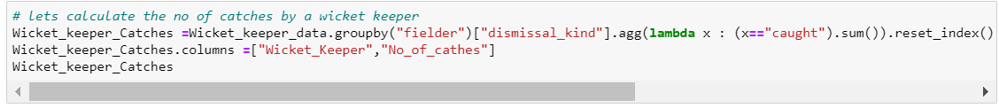 # lets calculate the no of catches by a wicket keeper
Wicket_keeper_Catches =Wicket_keeper_data.groupby("fielder")["dismissal_kind"].agg(lambda x : (x=="caught").sum()).reset_index()
Wicket_keeper_Catches.columns =["Wicket_Keeper","No_of_cathes"]
Wicket_keeper_Catches